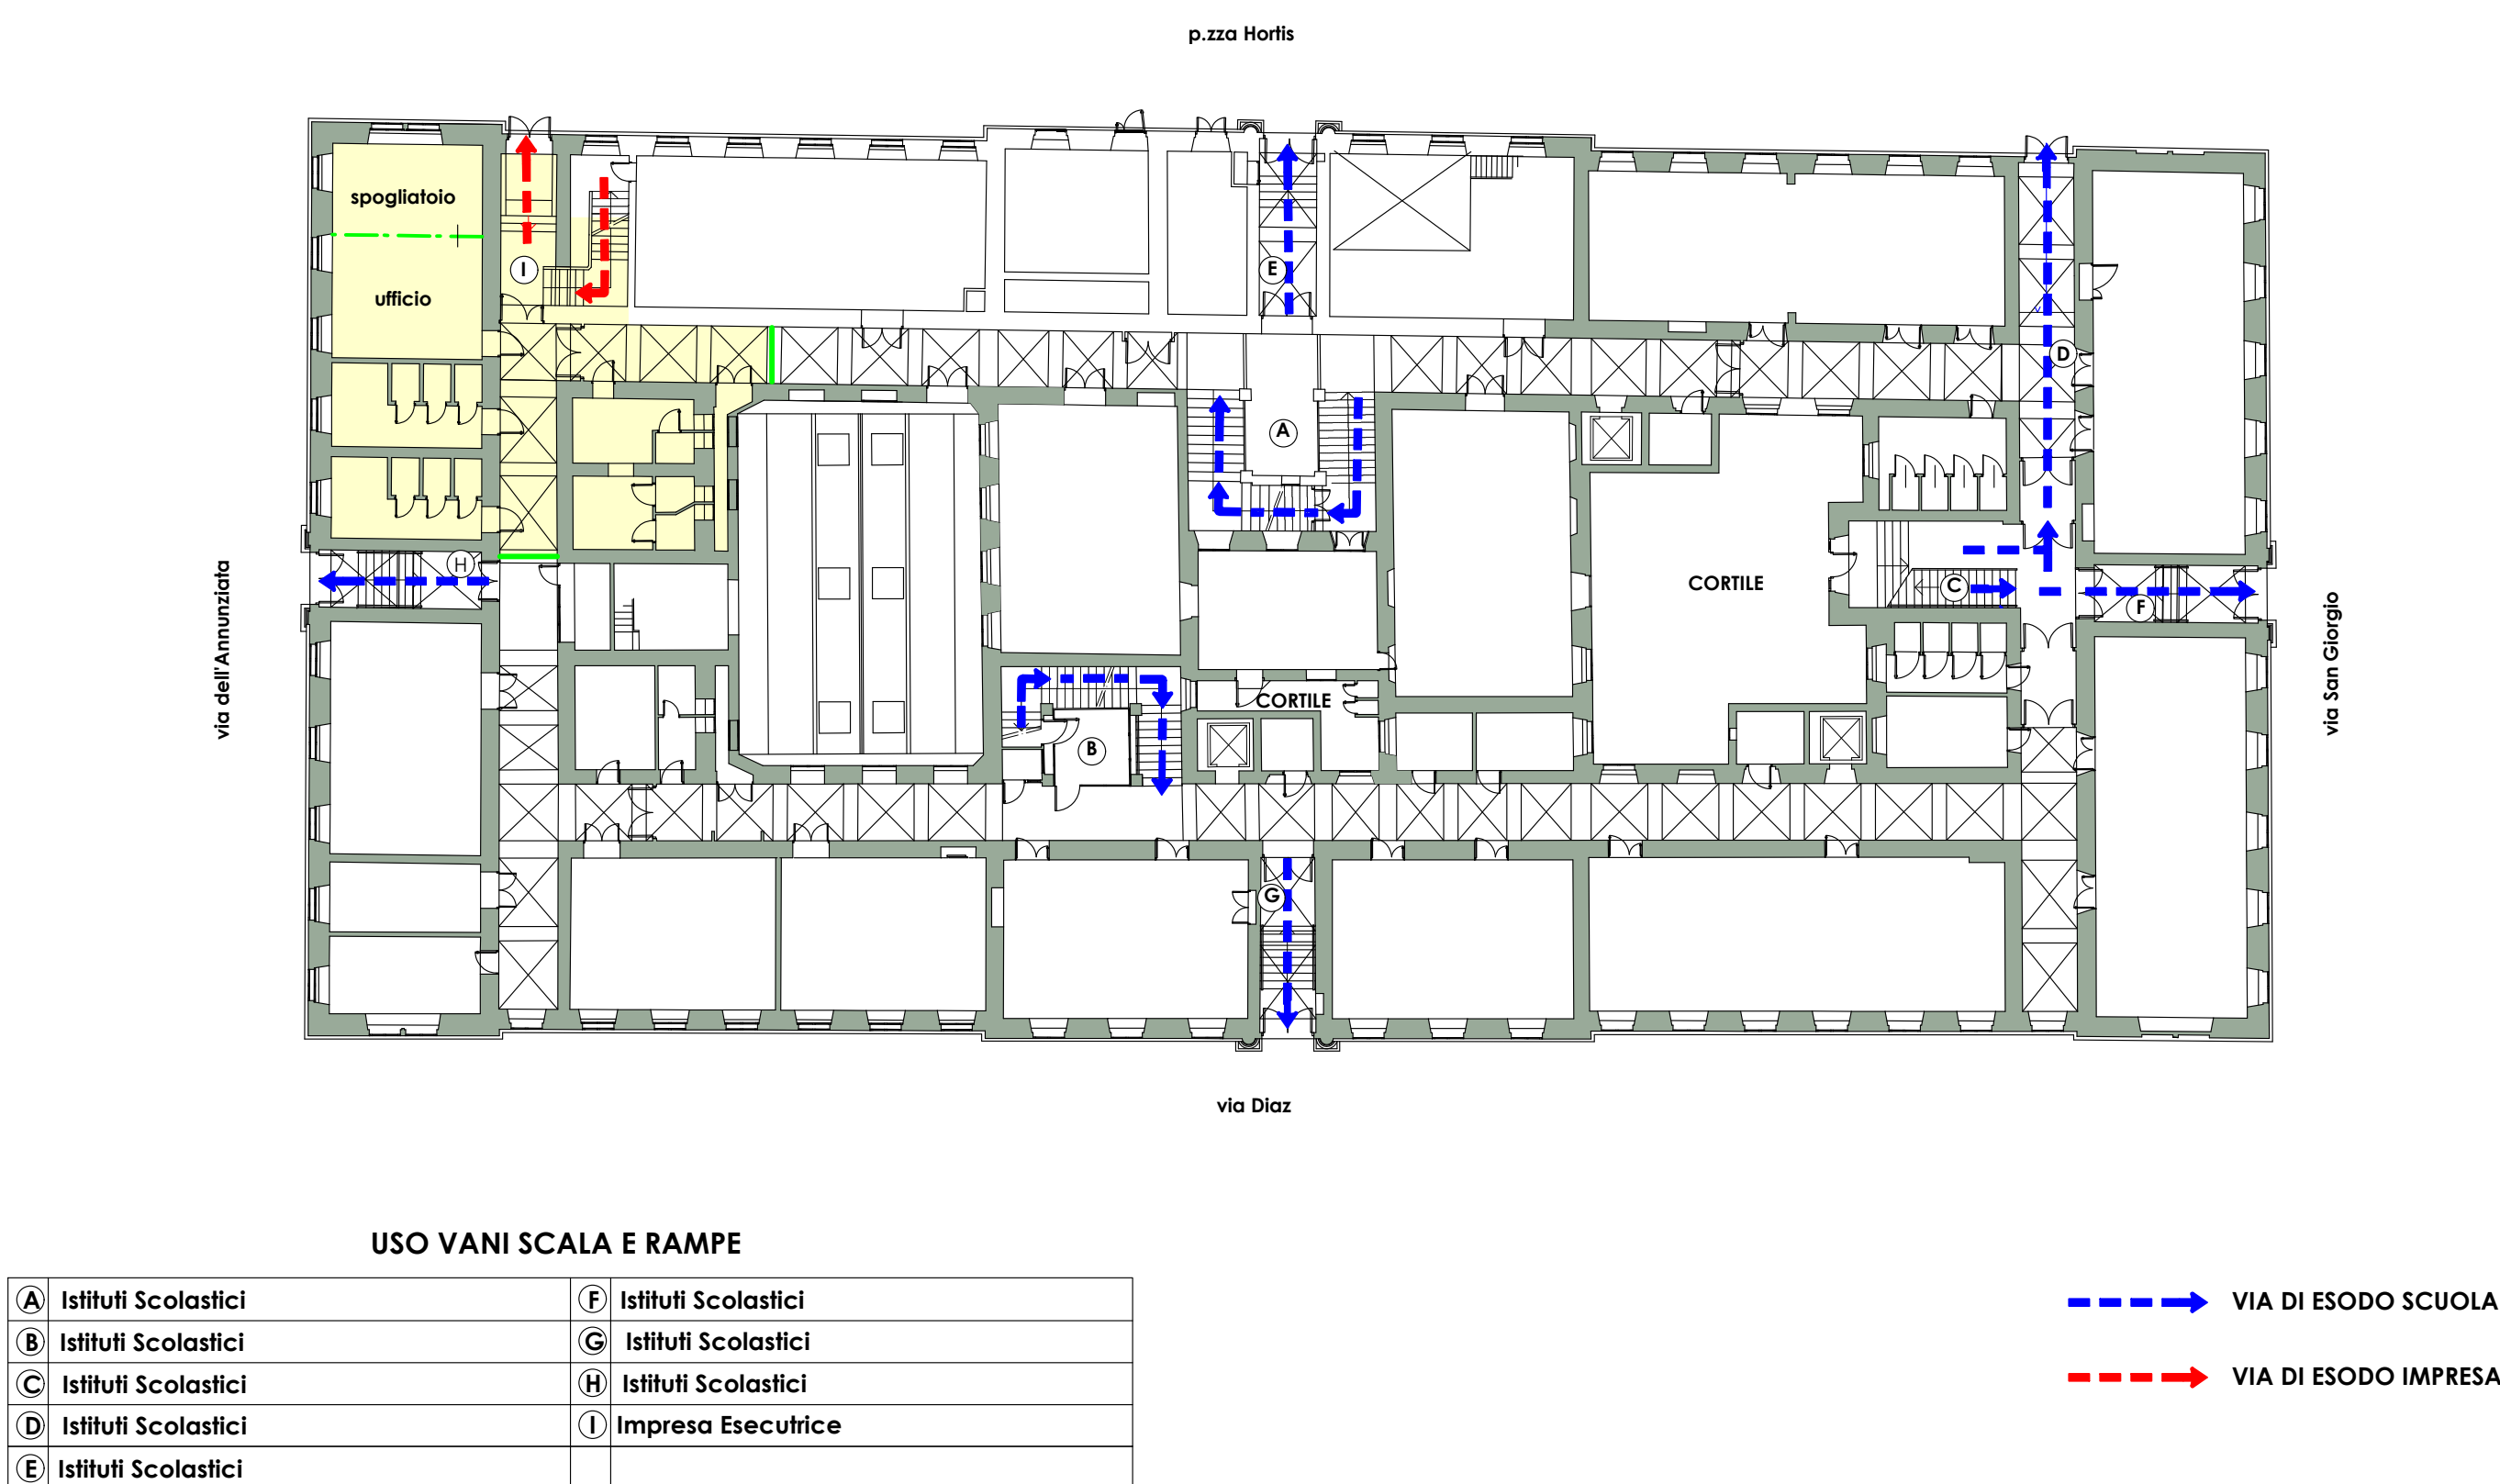 p.zza Hortis
spogliatoio
ufficio
I
E
D
A
H
C
F
CORTILE
via dell'Annunziata
via San Giorgio
CORTILE
B
G
via Diaz
USO VANI SCALA E RAMPE
A Istituti Scolastici F Istituti Scolastici
B Istituti Scolastici G Istituti Scolastici
C Istituti Scolastici H Istituti Scolastici
D Istituti Scolastici I Impresa Esecutrice
E Istituti Scolastici
VIA DI ESODO SCUOLA
VIA DI ESODO IMPRESA